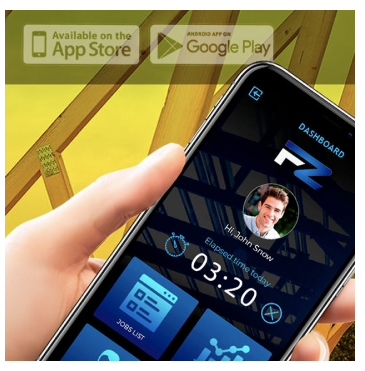 Available on the
App Store
ANDROID APP ON
Google Play
DASHBOARD
FZ
Hi, John Snow
Elapsed time today
03:20
JOBS LIST